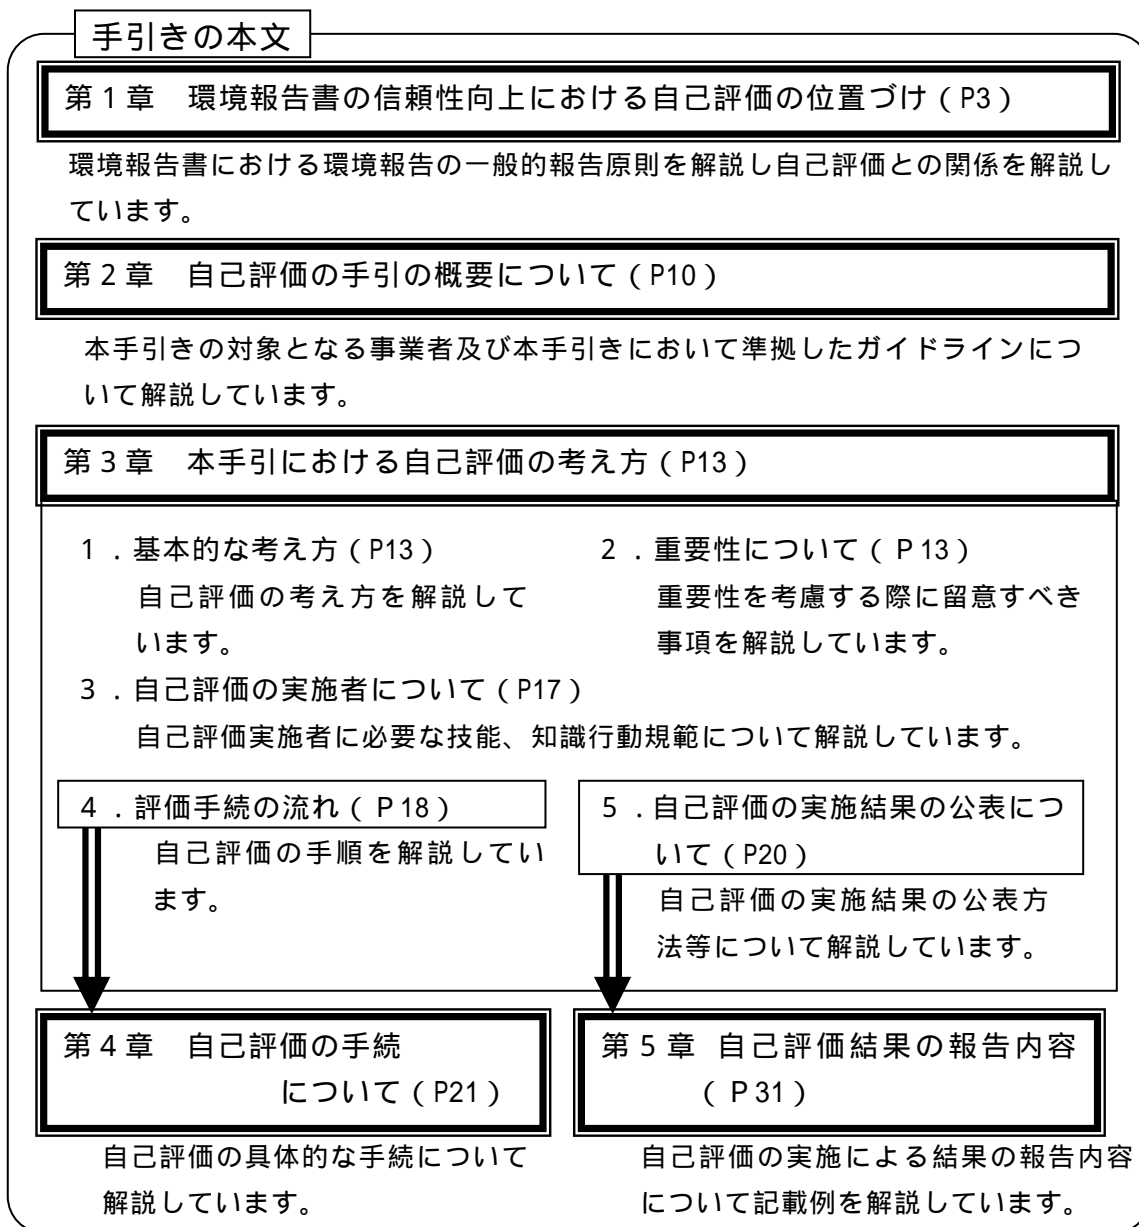 手引きの本文
第１章　環境報告書の信頼性向上における自己評価の位置づけ（P3）
環境報告書における環境報告の一般的報告原則を解説し自己評価との関係を解説し
ています。
第２章　自己評価の手引の概要について（P10）
本手引きの対象となる事業者及び本手引きにおいて準拠したガイドラインにつ
いて解説しています。
第３章　本手引における自己評価の考え方（P13）
１．基本的な考え方（P13）
自己評価の考え方を解説して
います。
２．重要性について（Ｐ13）
重要性を考慮する際に留意すべき
事項を解説しています。
３．自己評価の実施者について（P17）
自己評価実施者に必要な技能、知識行動規範について解説しています。
４．評価手続の流れ（Ｐ18）
自己評価の手順を解説してい
ます。
５．自己評価の実施結果の公表につ
いて（P20）
自己評価の実施結果の公表方
法等について解説しています。
第４章　自己評価の手続
について（P21）
自己評価の具体的な手続について
解説しています。
第５章 自己評価結果の報告内容
（Ｐ31）
自己評価の実施による結果の報告内容
について記載例を解説しています。